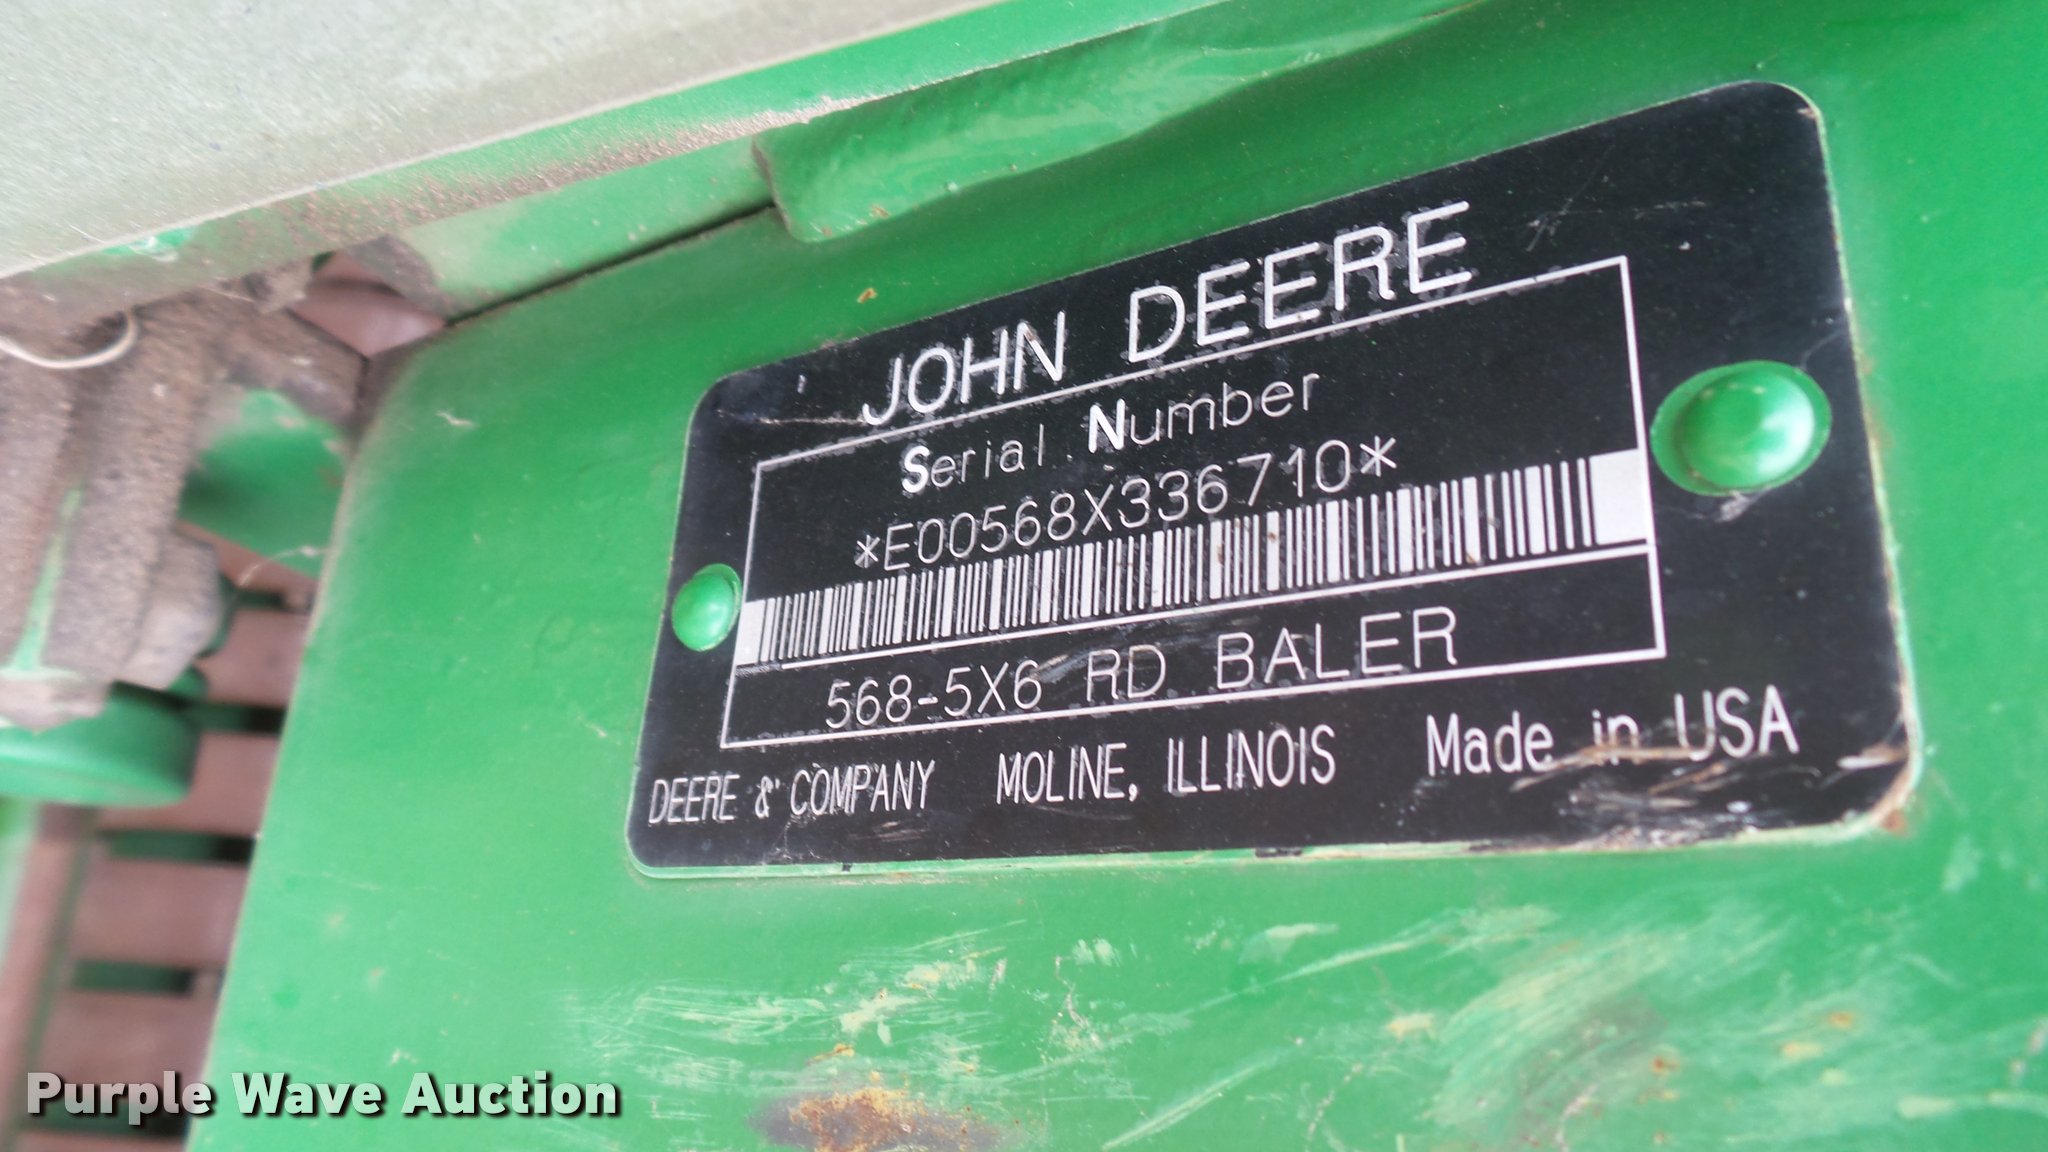 JOHN DEERE
Serial Number
*E00568X336710*
568-5X6 RD BALER
DEERE & COMPANY MOLINE, ILLINOIS Made in USA
Purple Wave Auction